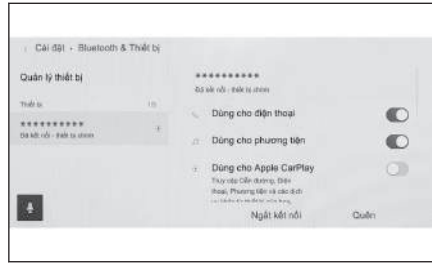 Cài đặt - Bluetooth & Thiết bị
Quản lý thiết bị
Thiết bị
**********
Đã kết nối - thiết bị chính
**********
Đã kết nối - thiết bị chính
Dùng cho điện thoại
Dùng cho phương tiện
Dùng cho Apple CarPlay
Truy cập Dẫn đường, Điện
thoại, Phương tiện và các dịch
Ngắt kết nối
Quên